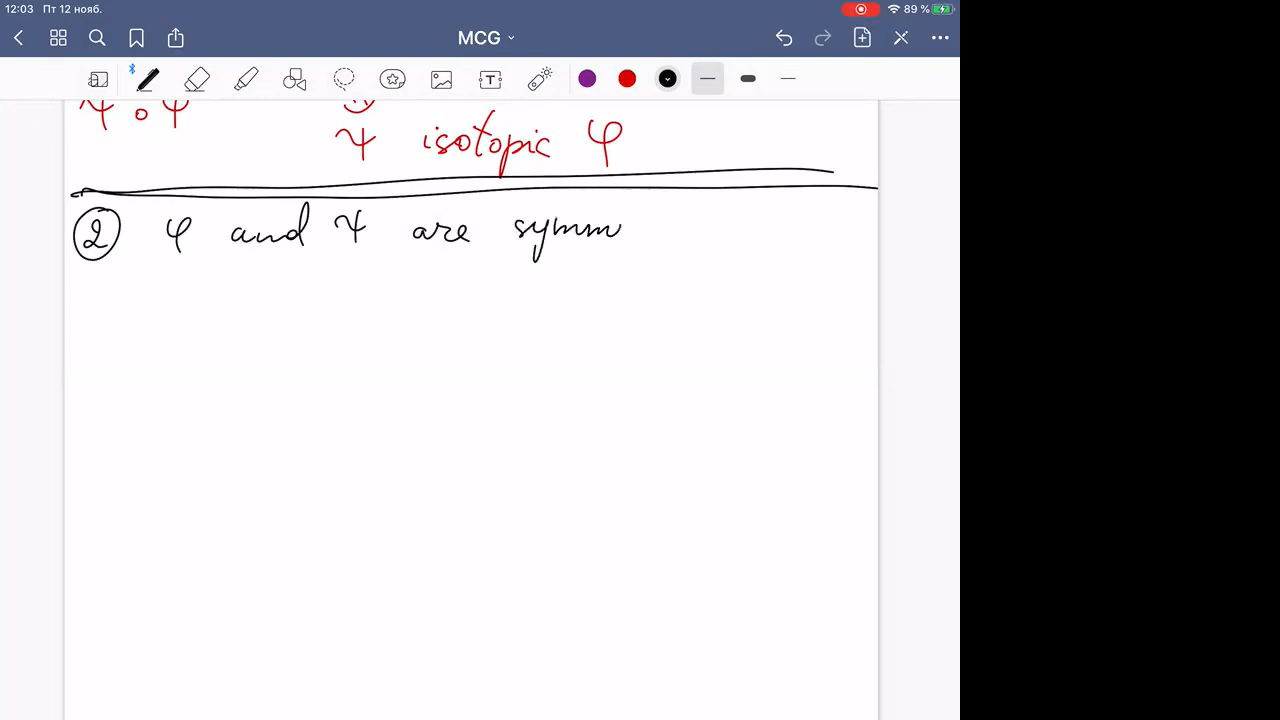 12:03 Пт 12 нояб. 89 %
MCG
ψ ∘ φ
ψ isotopic φ
② φ and ψ are symm